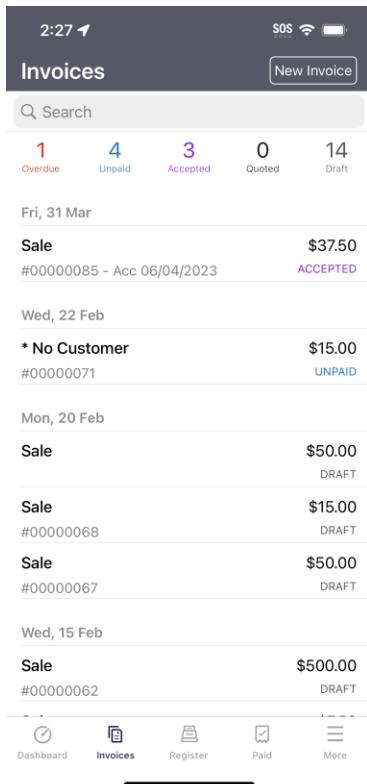 2:27
SOS
Invoices
New Invoice
Search
1 4 3 0 14
Overdue Unpaid Accepted Quoted Draft
Fri, 31 Mar
Sale $37.50
#00000085 - Acc 06/04/2023 ACCEPTED
Wed, 22 Feb
* No Customer $15.00
#00000071 UNPAID
Mon, 20 Feb
Sale $50.00
DRAFT
Sale $15.00
#00000068 DRAFT
Sale $50.00
#00000067 DRAFT
Wed, 15 Feb
Sale $500.00
#00000062 DRAFT
Dashboard Invoices Register Paid More